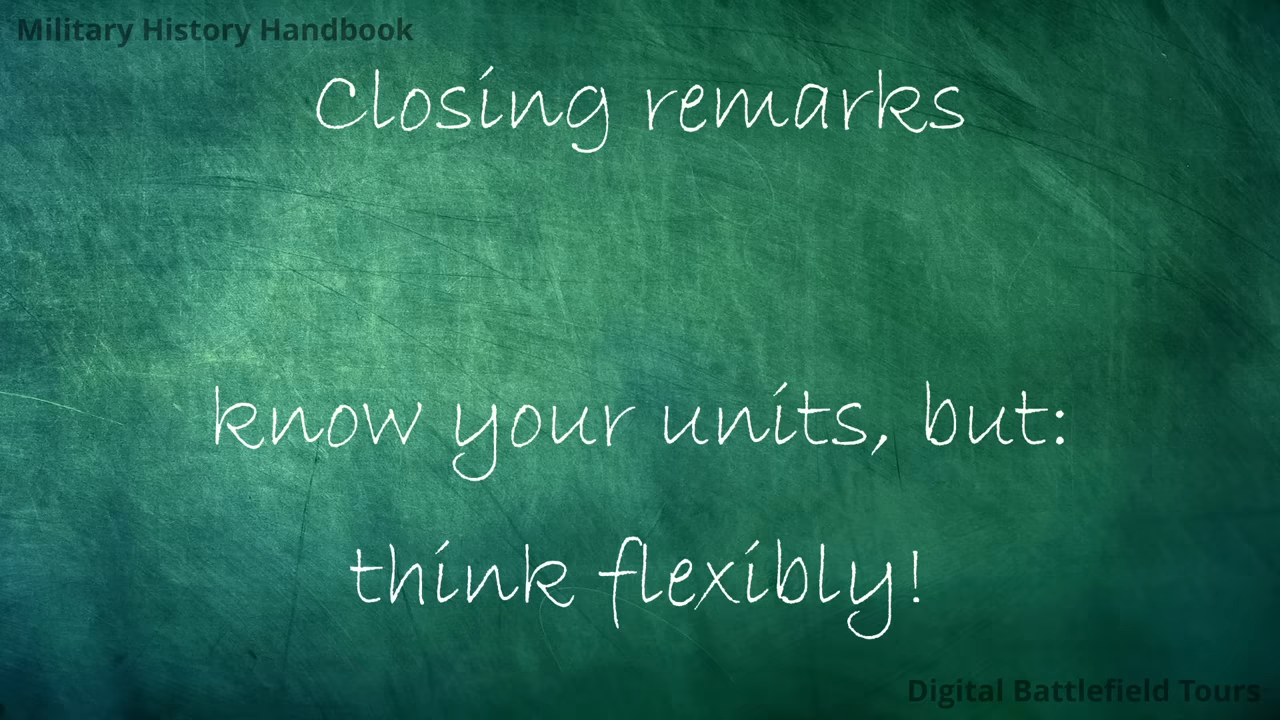 Military History Handbook
Closing remarks
know your units, but:
think flexibly!
Digital Battlefield Tours